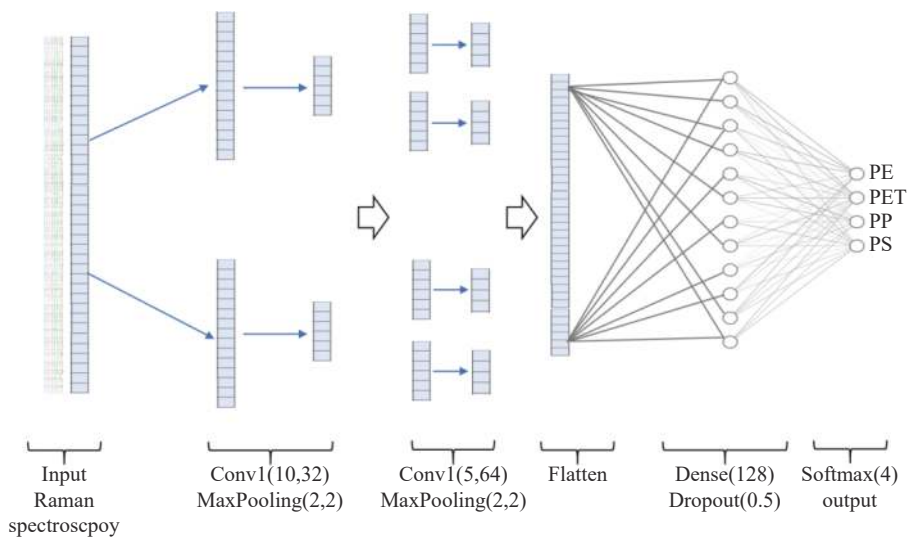 PE
PET
PP
PS
Input
Raman
spectroscpoy
Conv1(10,32)
MaxPooling(2,2)
Conv1(5,64)
MaxPooling(2,2)
Flatten
Dense(128)
Dropout(0.5)
Softmax(4)
output